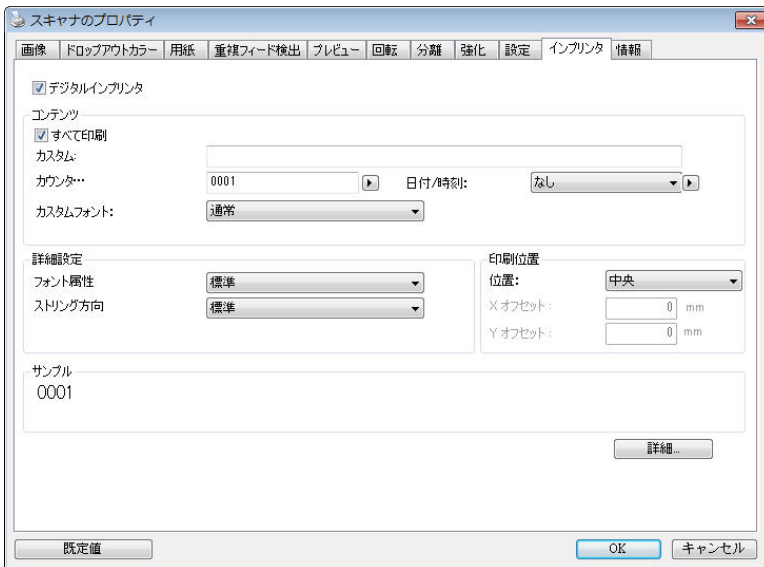 スキャナのプロパティ
画像 ドロップアウトカラー 用紙 重複フィード検出 プレビュー 回転 分離 強化 設定 インプリンタ 情報
デジタルインプリンタ
コンテンツ
すべて印刷
カスタム:
カウンタ… 0001 日付/時刻: なし
カスタムフォント: 通常
詳細設定
フォント属性 標準
ストリング方向 標準
印刷位置
位置: 中央
X オフセット: 0 mm
Y オフセット: 0 mm
サンプル
0001
詳細...
既定値 OK キャンセル